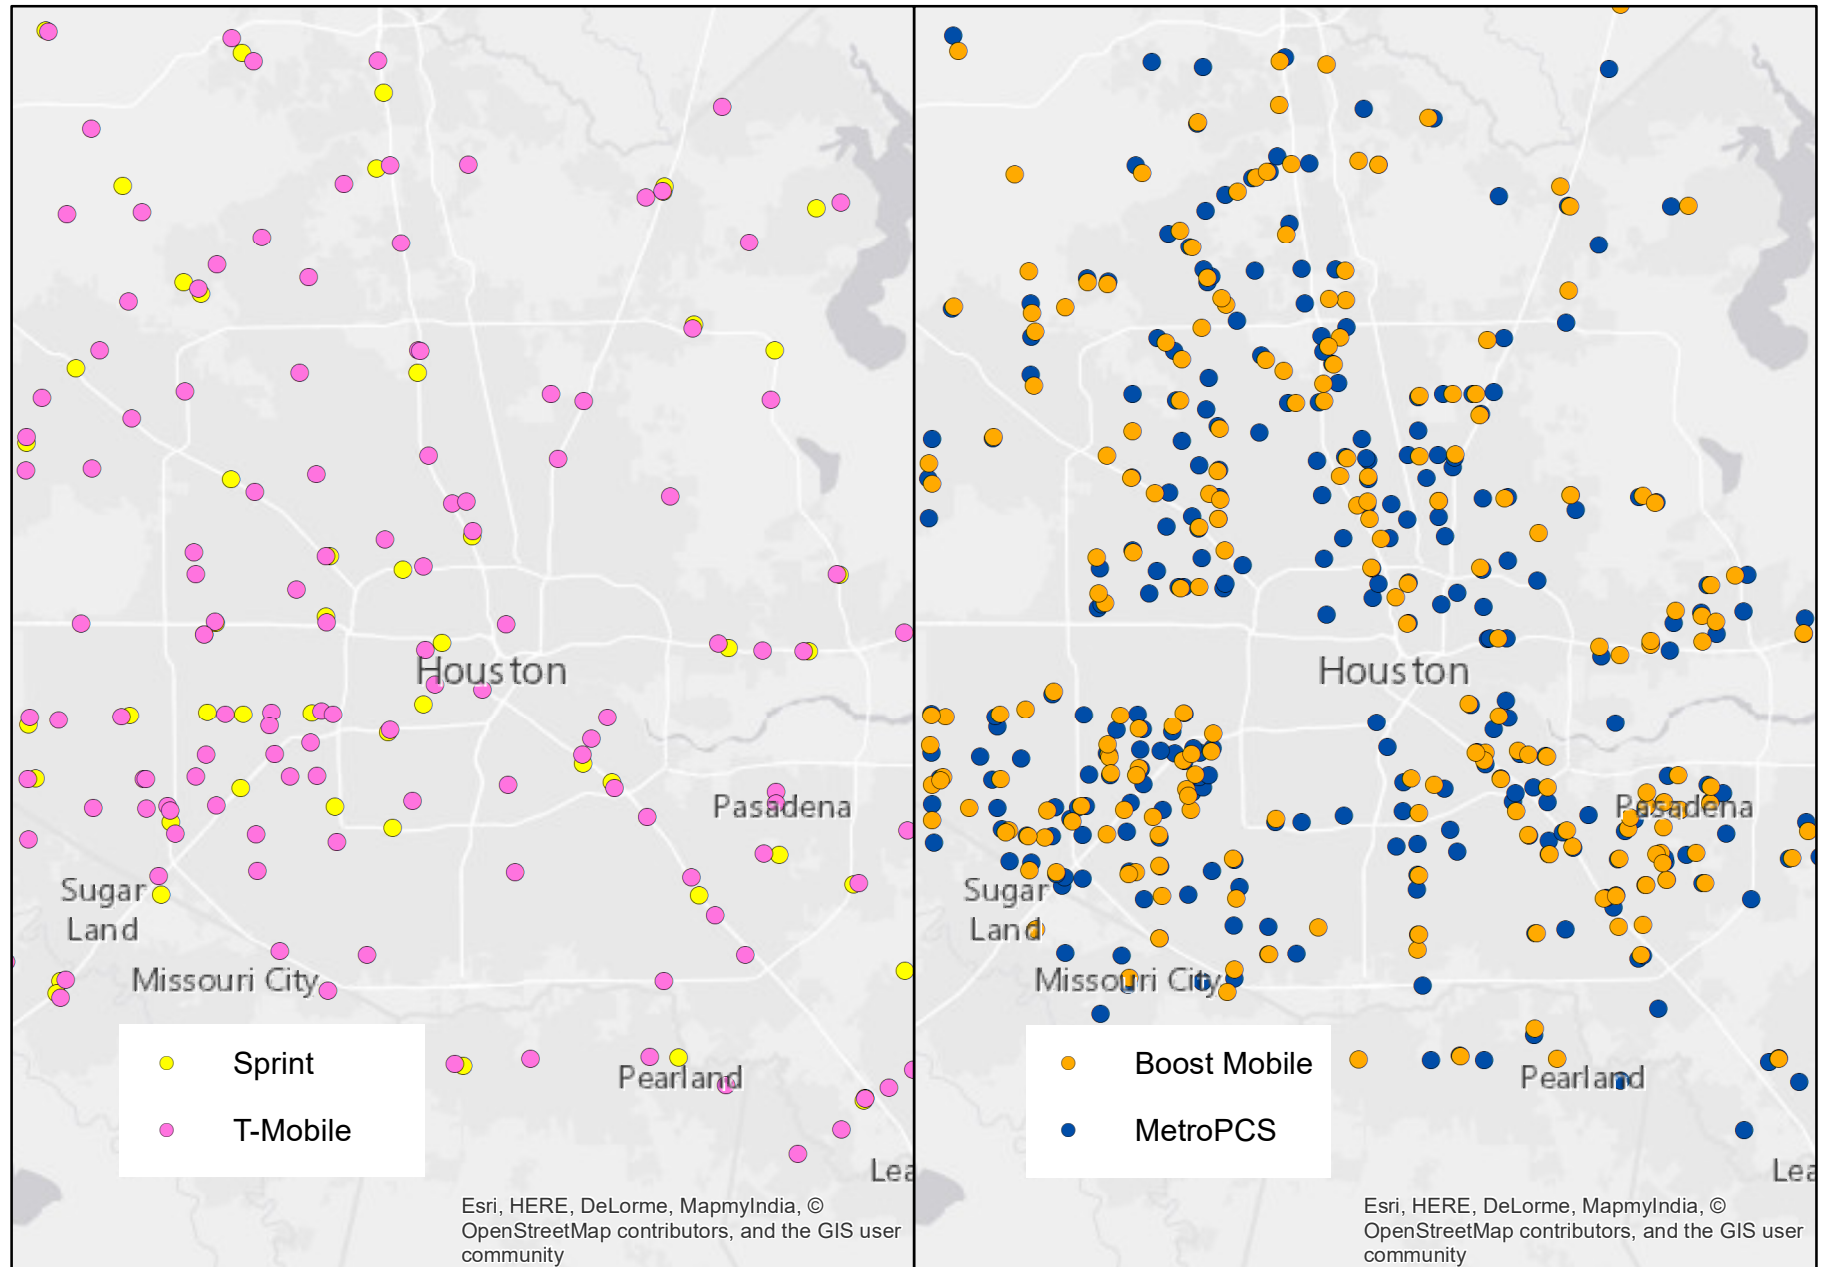 Houston
Pasadena
Sugar
Land
Missouri City
Sprint
T-Mobile
Pearland
Lea
Esri, HERE, DeLorme, MapmyIndia, ©
OpenStreetMap contributors, and the GIS user
community
Houston
Pasadena
Sugar
Land
Missouri City
Boost Mobile
MetroPCS
Pearland
Lea
Esri, HERE, DeLorme, MapmyIndia, ©
OpenStreetMap contributors, and the GIS user
community